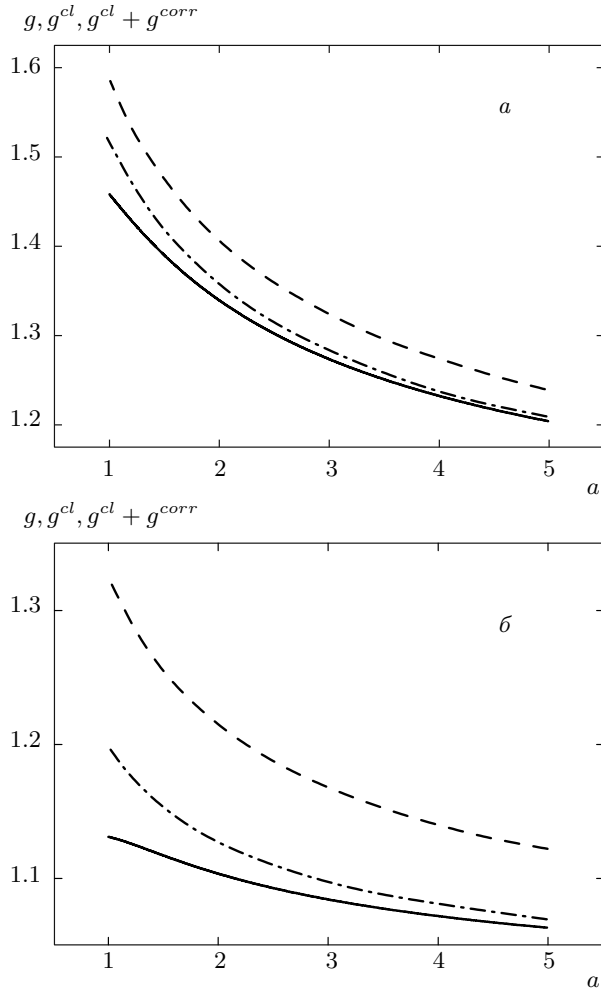 g, g^{cl}, g^{cl} + g^{corr}
1.6
а
1.5
1.4
1.3
1.2
1 2 3 4 5
a
g, g^{cl}, g^{cl} + g^{corr}
1.3
б
1.2
1.1
1 2 3 4 5
a